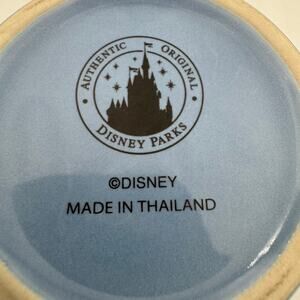 AUTHENTIC ORIGINAL
DISNEY PARKS
©DISNEY
MADE IN THAILAND